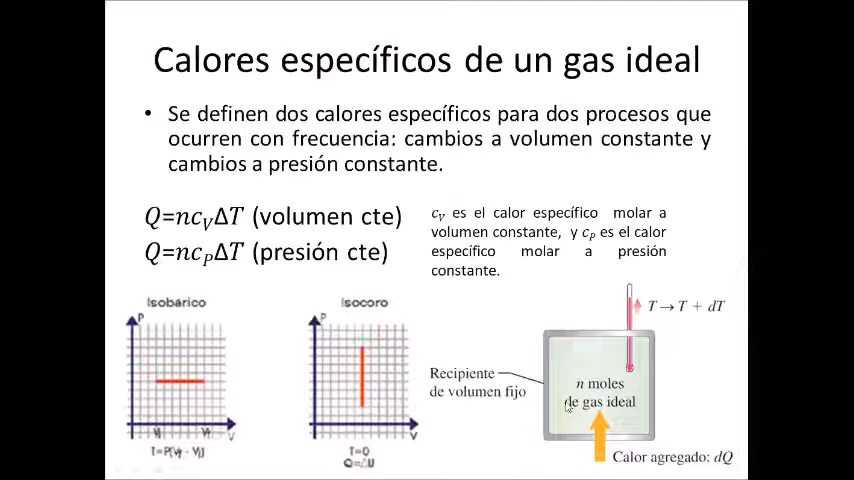 Calores específicos de un gas ideal
• Se definen dos calores específicos para dos procesos que
ocurren con frecuencia: cambios a volumen constante y
cambios a presión constante.
Q=nc_VΔT (volumen cte)
Q=nc_PΔT (presión cte)
c_V es el calor específico molar a
volumen constante, y c_P es el calor
específico molar a presión
constante.
Isobárico
P
V
T=P(Vf - Vi)
Isocoro
P
V
T=0
Q=△U
T → T + dT
Recipiente
de volumen fijo
n moles
de gas ideal
Calor agregado: dQ